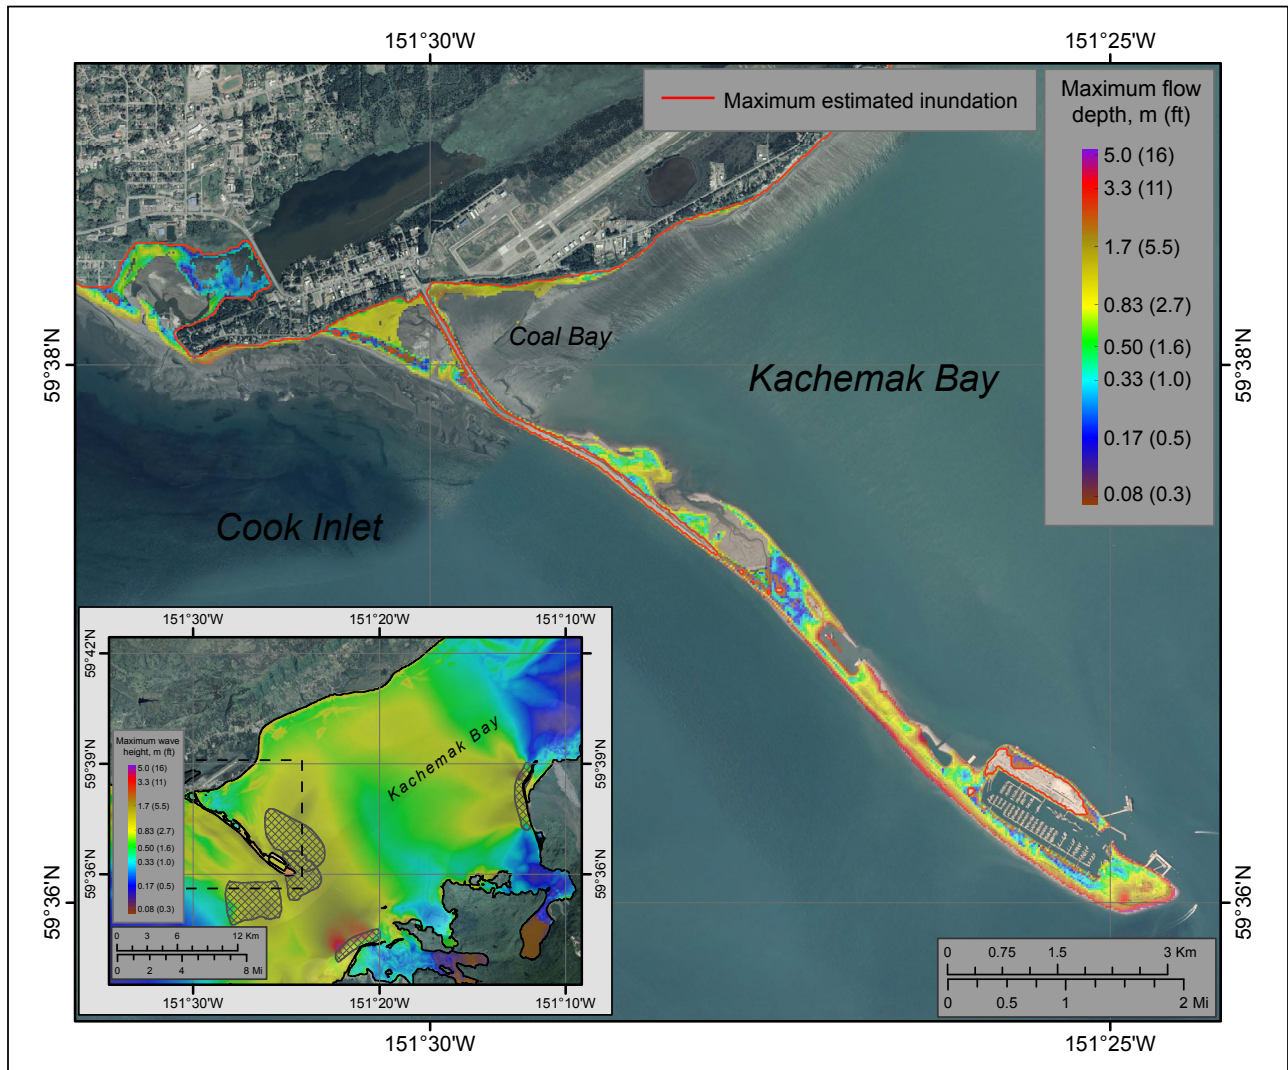 151°30'W
151°25'W
Maximum estimated inundation
Maximum flow
depth, m (ft)
5.0 (16)
3.3 (11)
1.7 (5.5)
0.83 (2.7)
0.50 (1.6)
0.33 (1.0)
0.17 (0.5)
0.08 (0.3)
59°38'N
59°38'N
Coal Bay
Kachemak Bay
Cook Inlet
151°30'W
151°20'W
151°10'W
59°42'N
59°42'N
Kachemak Bay
59°39'N
59°39'N
Maximum wave
height, m (ft)
5.0 (16)
3.3 (11)
1.7 (5.5)
0.83 (2.7)
0.50 (1.6)
0.33 (1.0)
0.17 (0.5)
0.08 (0.3)
59°36'N
59°36'N
0 3 6 12 Km
0 2 4 8 Mi
151°30'W
151°20'W
151°10'W
59°36'N
59°36'N
0 0.75 1.5 3 Km
0 0.5 1 2 Mi
151°30'W
151°25'W